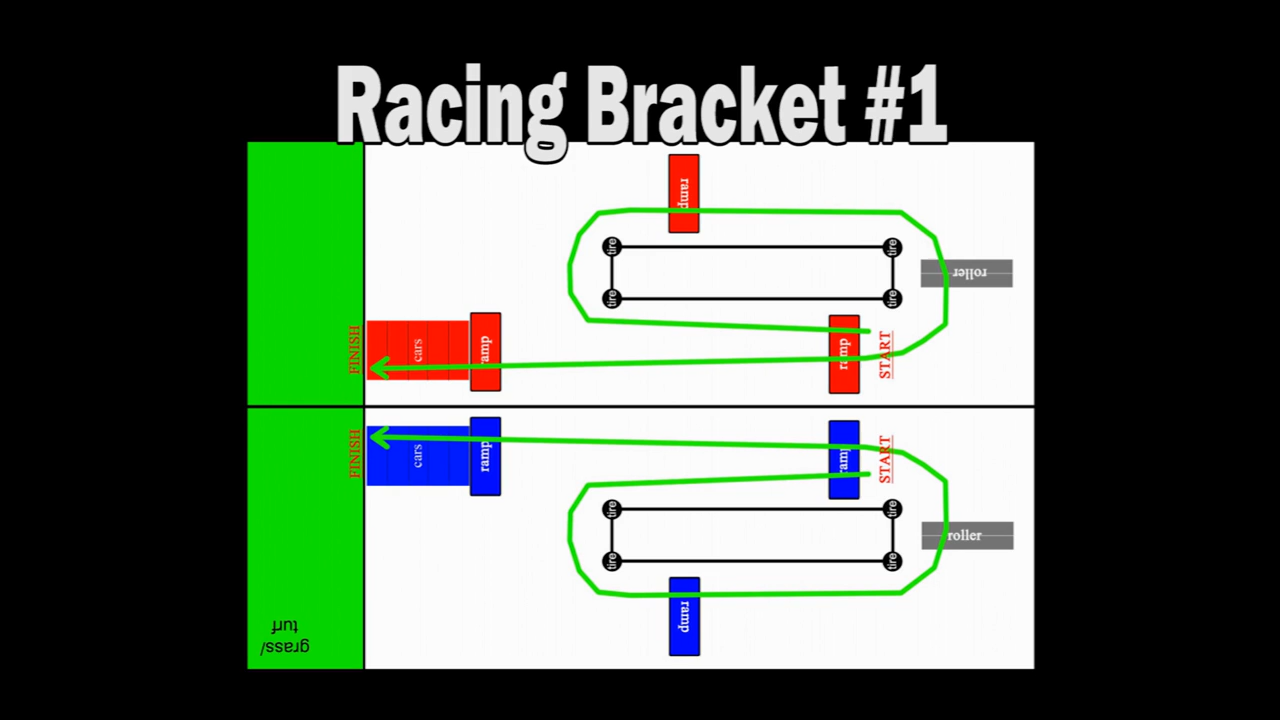 Racing Bracket #1
ramp
tire
tire
roller
tire
tire
FINISH
cars
ramp
ramp
START
FINISH
cars
ramp
ramp
START
tire
tire
roller
tire
tire
ramp
grass/
turf